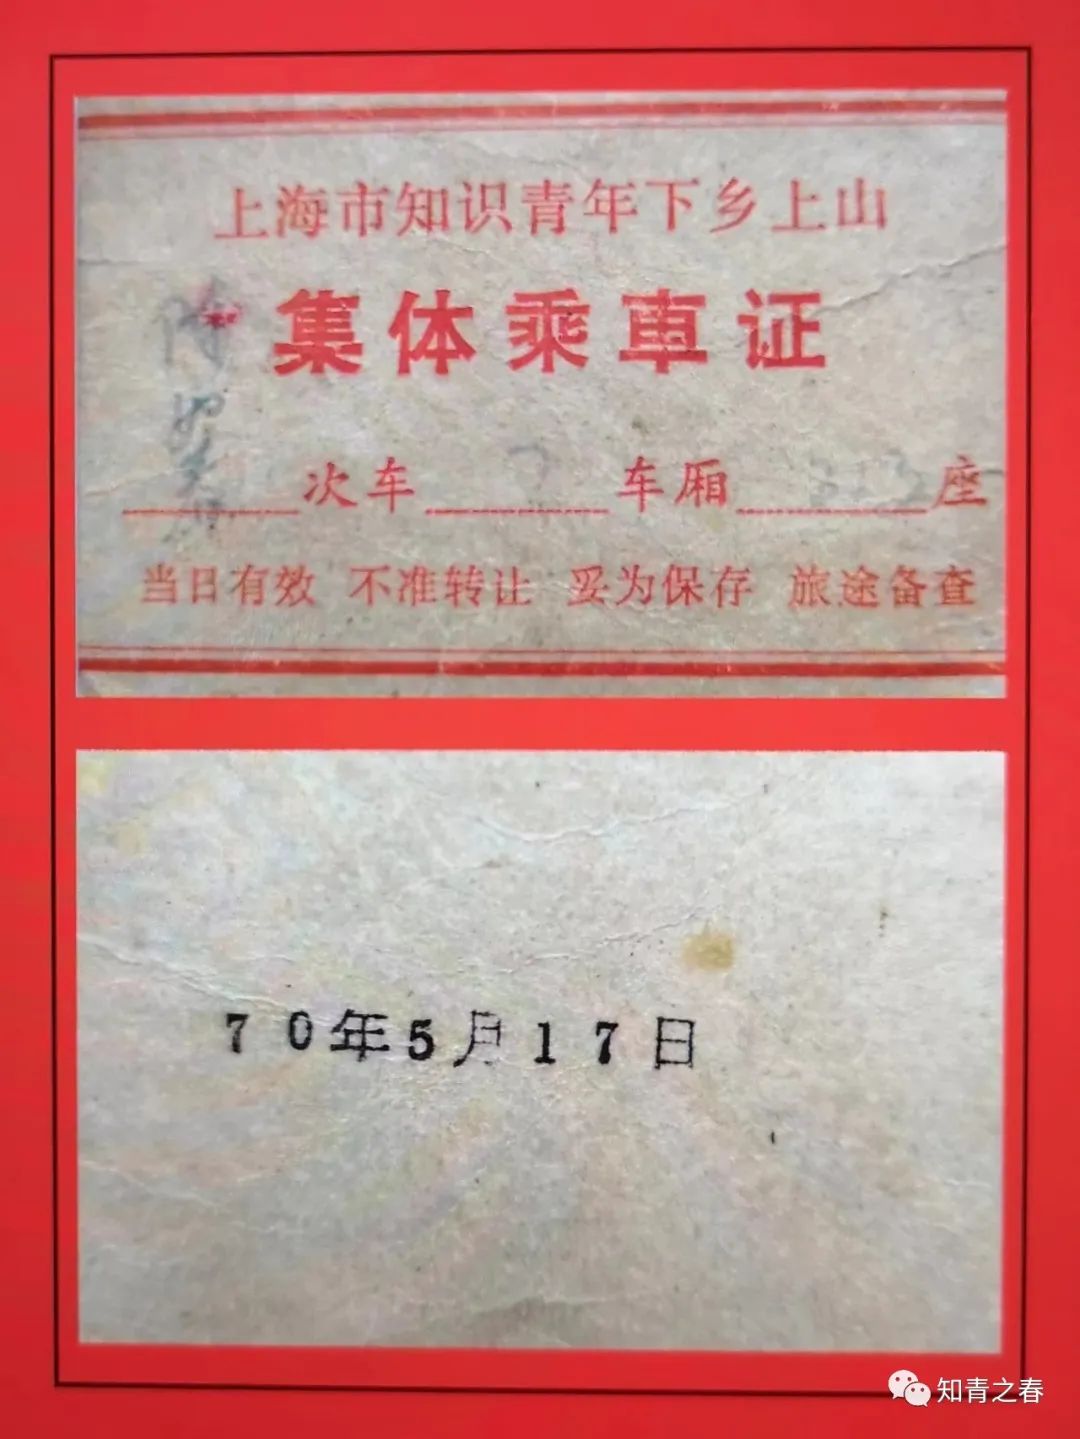 上海市知识青年下乡上山
集体乘车证
次车 7 车厢 座
当日有效 不准转让 妥为保存 旅途备查
70年5月17日
知青之春